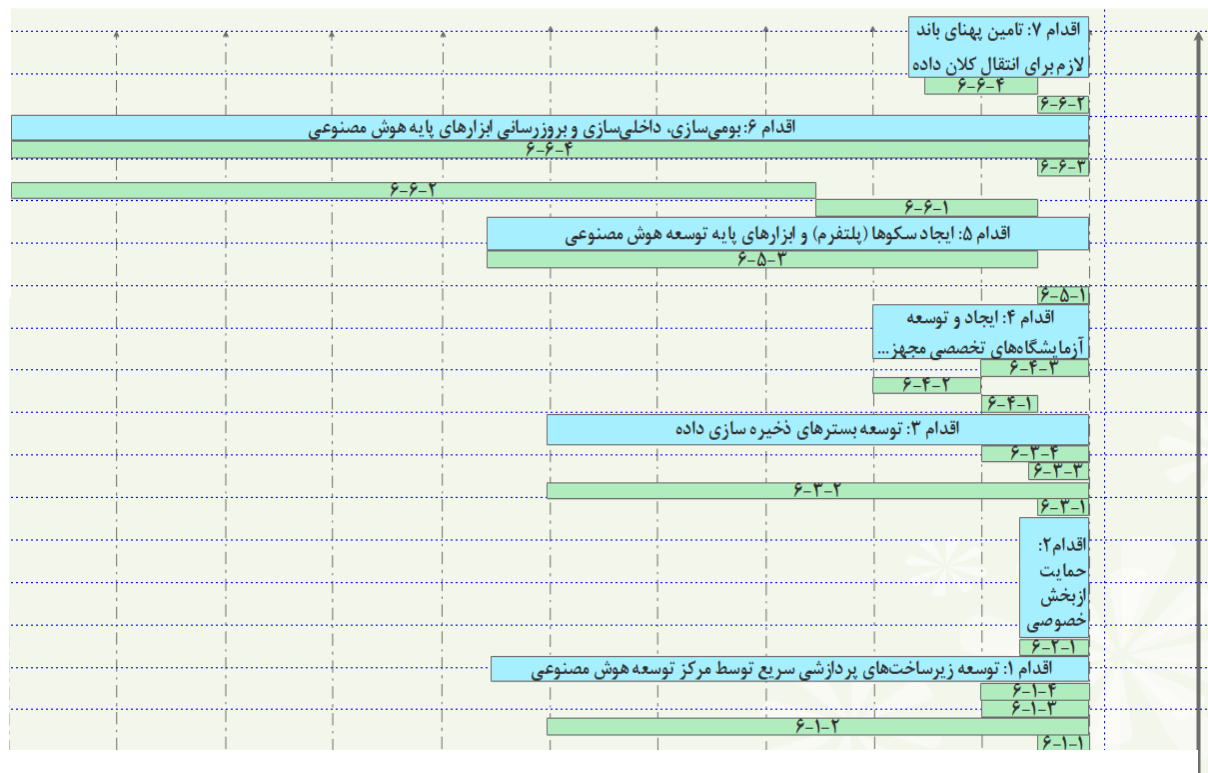 اقدام ۷: تامین پهنای باند
لازم برای انتقال کلان داده
۶-۶-۴
۶-۶-۲
اقدام ۶: بومی‌سازی، داخلی‌سازی و بروزرسانی ابزارهای پایه هوش مصنوعی
۶-۶-۴
۶-۶-۳
۶-۶-۲
۶-۶-۱
اقدام ۵: ایجاد سکوها (پلتفرم) و ابزارهای پایه توسعه هوش مصنوعی
۶-۵-۳
۶-۵-۱
اقدام ۴: ایجاد و توسعه
آزمایشگاه‌های تخصصی مجهز...
۶-۴-۳
۶-۴-۲
۶-۴-۱
اقدام ۳: توسعه بسترهای ذخیره سازی داده
۶-۳-۴
۶-۳-۳
۶-۳-۲
۶-۳-۱
اقدام۲:
حمایت
ازبخش
خصوصی
۶-۲-۱
اقدام ۱: توسعه زیرساخت‌های پردازشی سریع توسط مرکز توسعه هوش مصنوعی
۶-۱-۴
۶-۱-۳
۶-۱-۲
۶-۱-۱